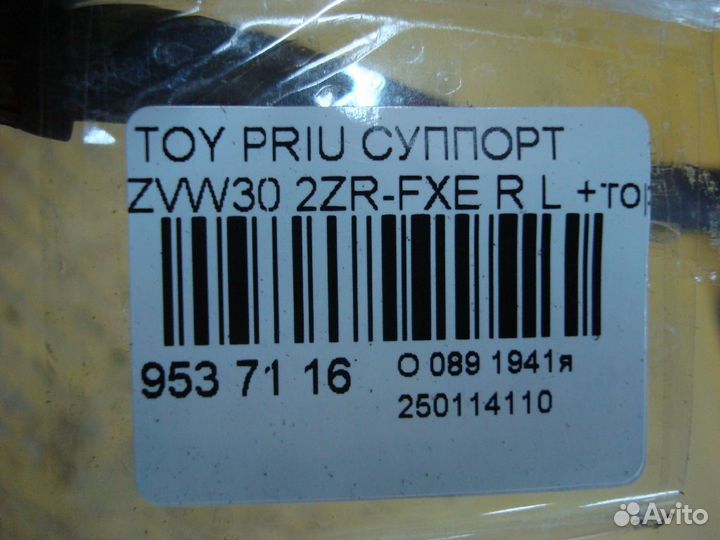 TOY PRIU СУППОРТ
ZVW30 2ZR-FXE R L +тор
953 71 16
O 089 1941я
250114110
Avito